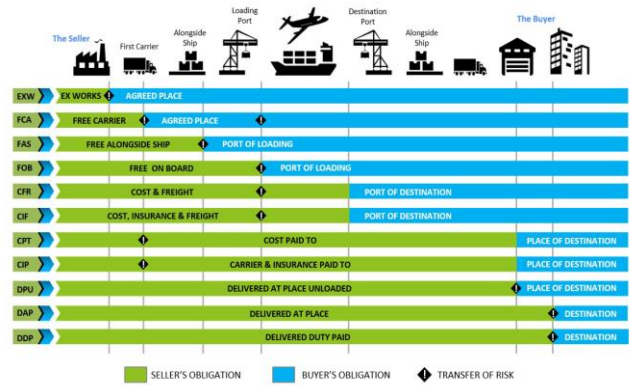 The Seller
First Carrier
Alongside
Ship
Loading
Port
Destination
Port
Alongside
Ship
The Buyer
EXW EX WORKS ! AGREED PLACE
FCA FREE CARRIER ! AGREED PLACE !
FAS FREE ALONGSIDE SHIP ! PORT OF LOADING
FOB FREE ON BOARD ! PORT OF LOADING
CFR COST & FREIGHT ! PORT OF DESTINATION
CIF COST, INSURANCE & FREIGHT ! PORT OF DESTINATION
CPT ! COST PAID TO PLACE OF DESTINATION
CIP ! CARRIER & INSURANCE PAID TO PLACE OF DESTINATION
DPU DELIVERED AT PLACE UNLOADED ! PLACE OF DESTINATION
DAP DELIVERED AT PLACE ! DESTINATION
DDP DELIVERED DUTY PAID ! DESTINATION
SELLER'S OBLIGATION BUYER'S OBLIGATION ! TRANSFER OF RISK